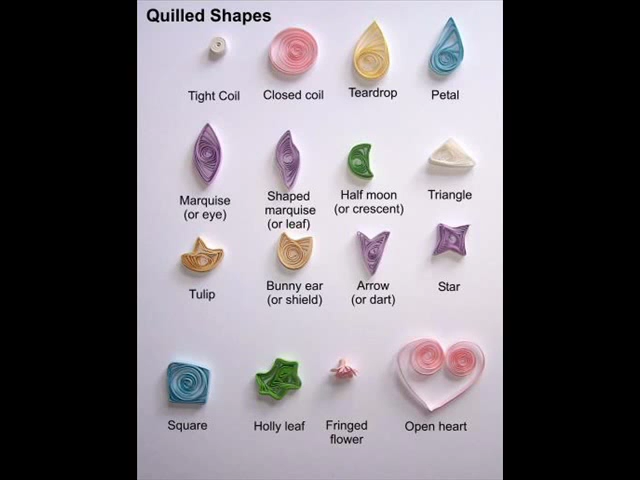 Quilled Shapes
Tight Coil
Closed coil
Teardrop
Petal
Marquise
(or eye)
Shaped
marquise
(or leaf)
Half moon
(or crescent)
Triangle
Tulip
Bunny ear
(or shield)
Arrow
(or dart)
Star
Square
Holly leaf
Fringed
flower
Open heart